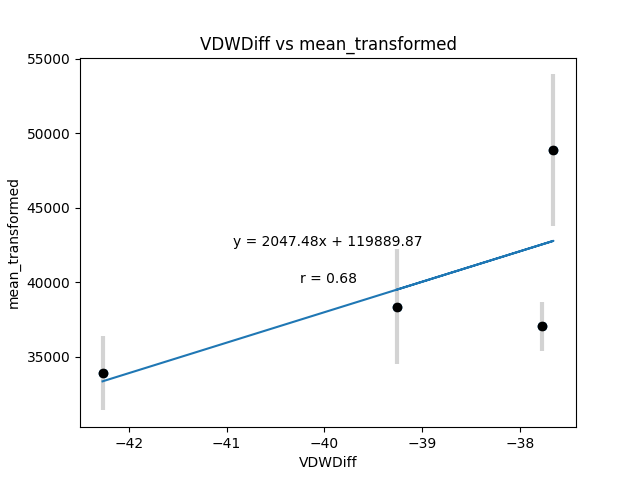 VDWDiff vs mean_transformed
55000
50000
45000
40000
35000
mean_transformed
y = 2047.48x + 119889.87
r = 0.68
−42
−41
−40
−39
−38
VDWDiff